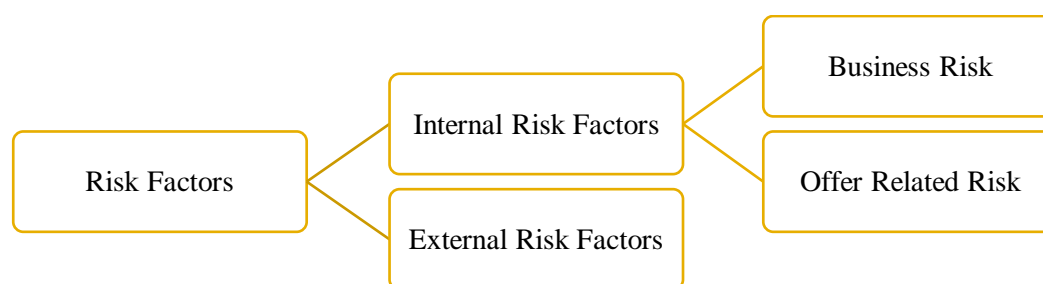 Risk Factors
Internal Risk Factors
Business Risk
Offer Related Risk
External Risk Factors